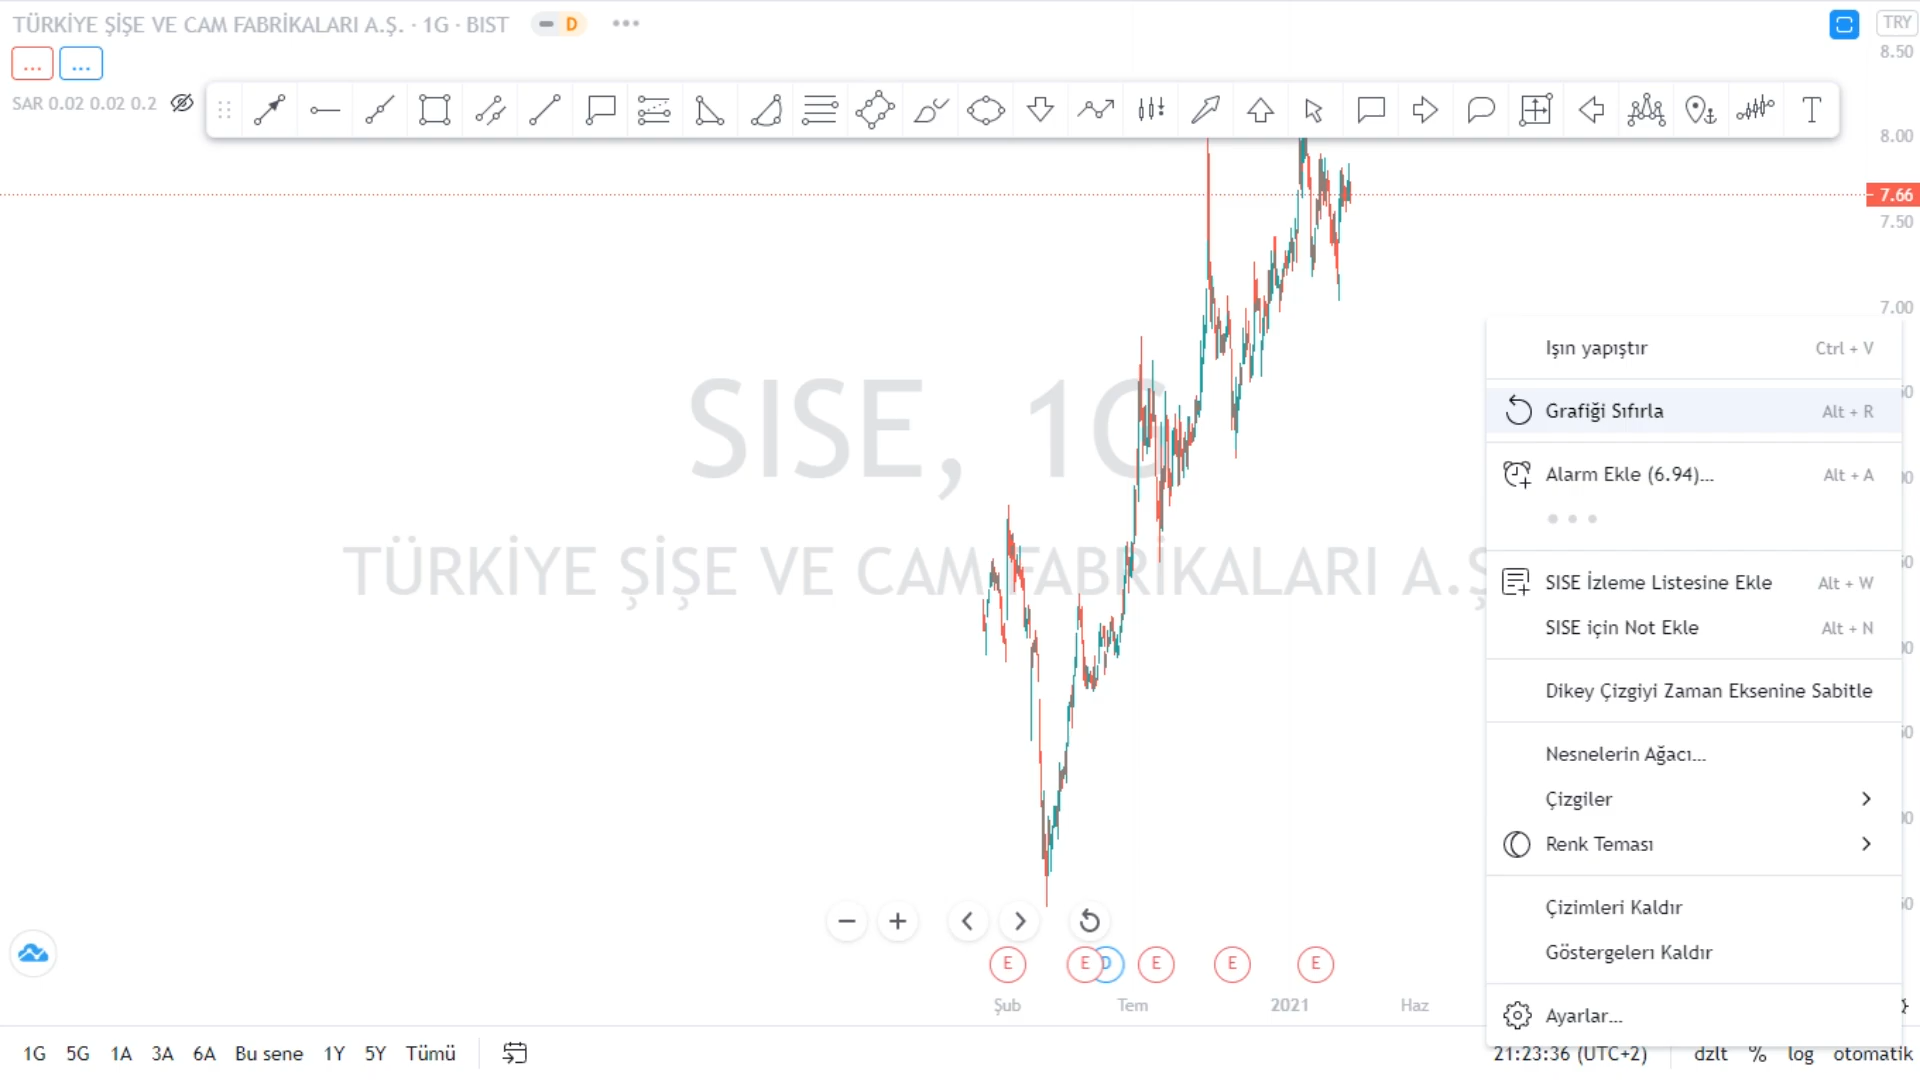 TÜRKİYE ŞİŞE VE CAM FABRİKALARI A.Ş. · 1G · BIST
D
TRY
8.50
SAR 0.02 0.02 0.2
T
8.00
7.66
7.50
7.00
SISE, 1G
TÜRKİYE ŞİŞE VE CAM FABRİKALARI A.Ş
Işın yapıştır Ctrl + V
Grafiği Sıfırla Alt + R
Alarm Ekle (6.94)... Alt + A
SISE İzleme Listesine Ekle Alt + W
SISE için Not Ekle Alt + N
Dikey Çizgiyi Zaman Eksenine Sabitle
Nesnelerin Ağacı...
Çizgiler
Renk Teması
Çizimleri Kaldır
Göstergelerı Kaldır
Ayarlar...
E E D E E E
Şub Tem 2021 Haz
1G 5G 1A 3A 6A Bu sene 1Y 5Y Tümü
21:23:36 (UTC+2) dzlt % log otomatik